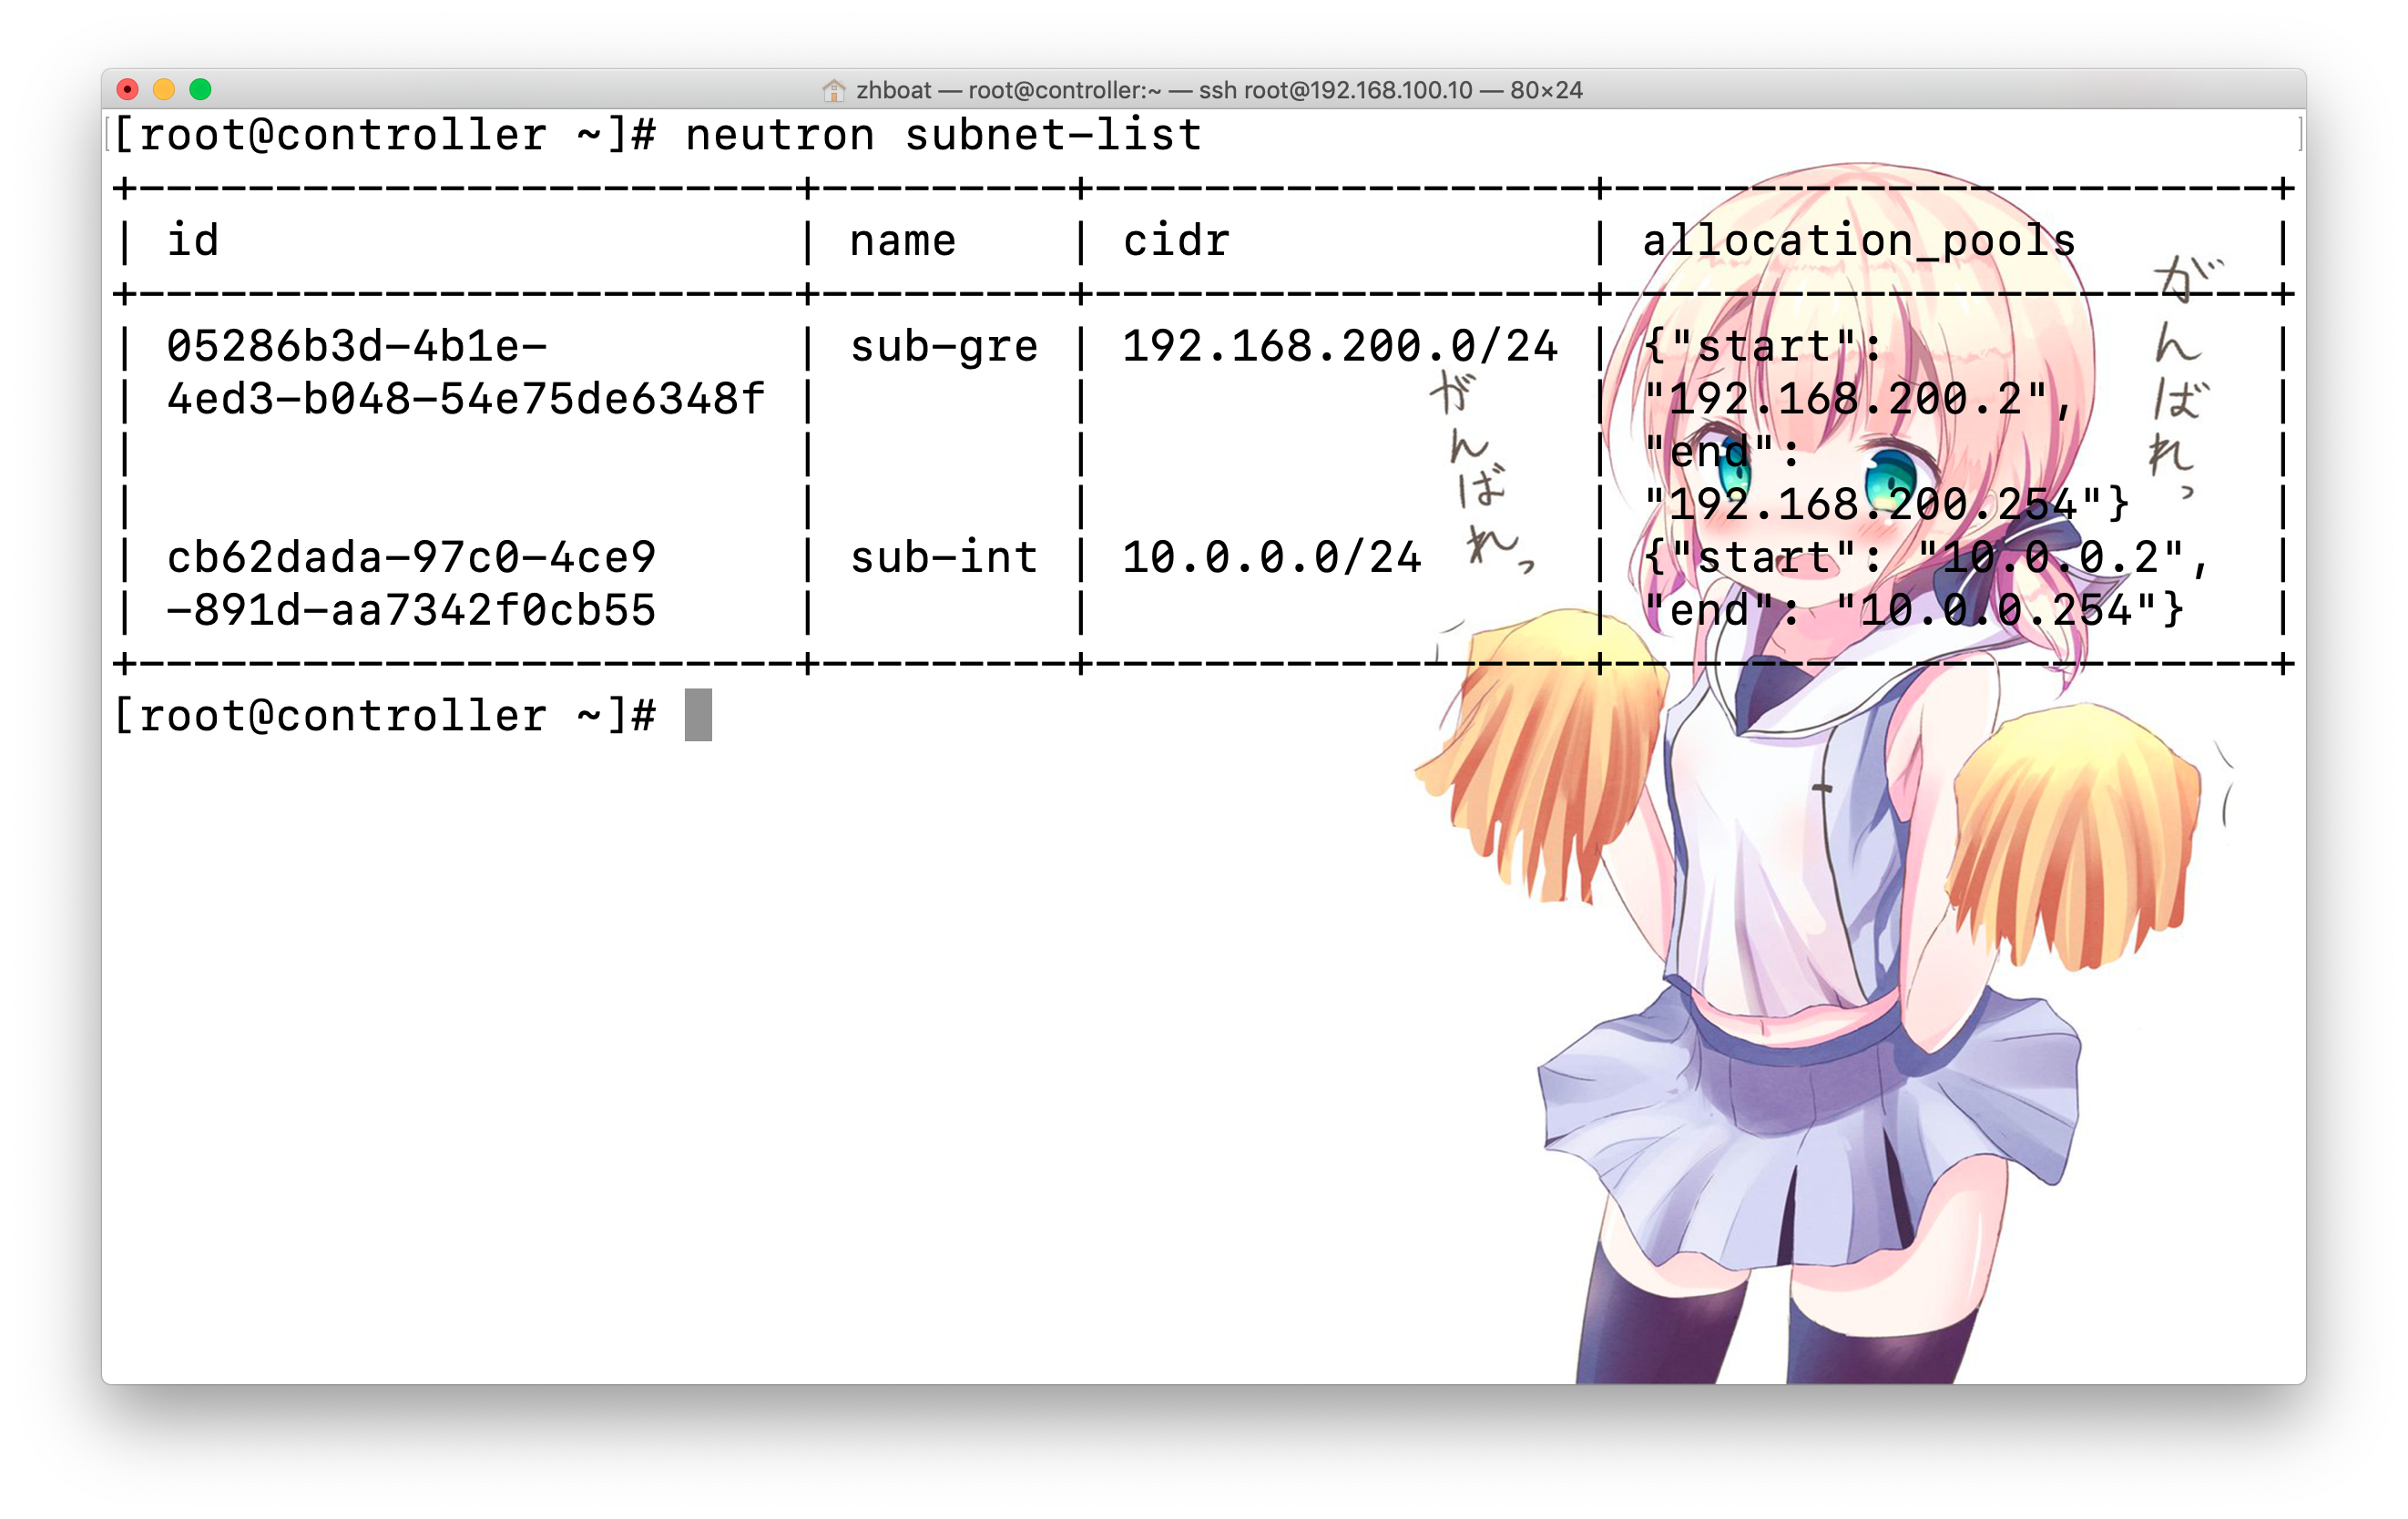 zhboat — root@controller:~ — ssh root@192.168.100.10 — 80×24
[root@controller ~]# neutron subnet-list
+-------------------------+---------+------------------+------------------------+
| id                      | name    | cidr             | allocation_pools       |
+-------------------------+---------+------------------+------------------------+
| 05286b3d-4b1e-          | sub-gre | 192.168.200.0/24 | {"start":              |
| 4ed3-b048-54e75de6348f  |         |                  | "192.168.200.2",       |
|                         |         |                  | "end":                 |
|                         |         |                  | "192.168.200.254"}     |
| cb62dada-97c0-4ce9      | sub-int | 10.0.0.0/24      | {"start": "10.0.0.2",  |
| -891d-aa7342f0cb55      |         |                  | "end": "10.0.0.254"}   |
+-------------------------+---------+------------------+------------------------+
[root@controller ~]#
がんばれっ
がんばれっ